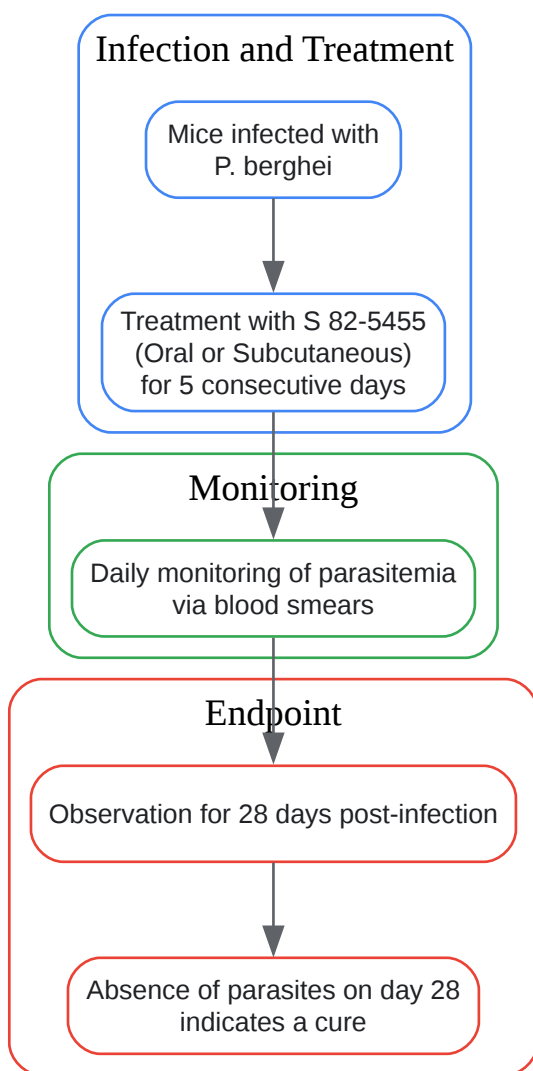 Infection and Treatment
Mice infected with
P. berghei
Treatment with S 82-5455
(Oral or Subcutaneous)
for 5 consecutive days
Monitoring
Daily monitoring of parasitemia
via blood smears
Endpoint
Observation for 28 days post-infection
Absence of parasites on day 28
indicates a cure